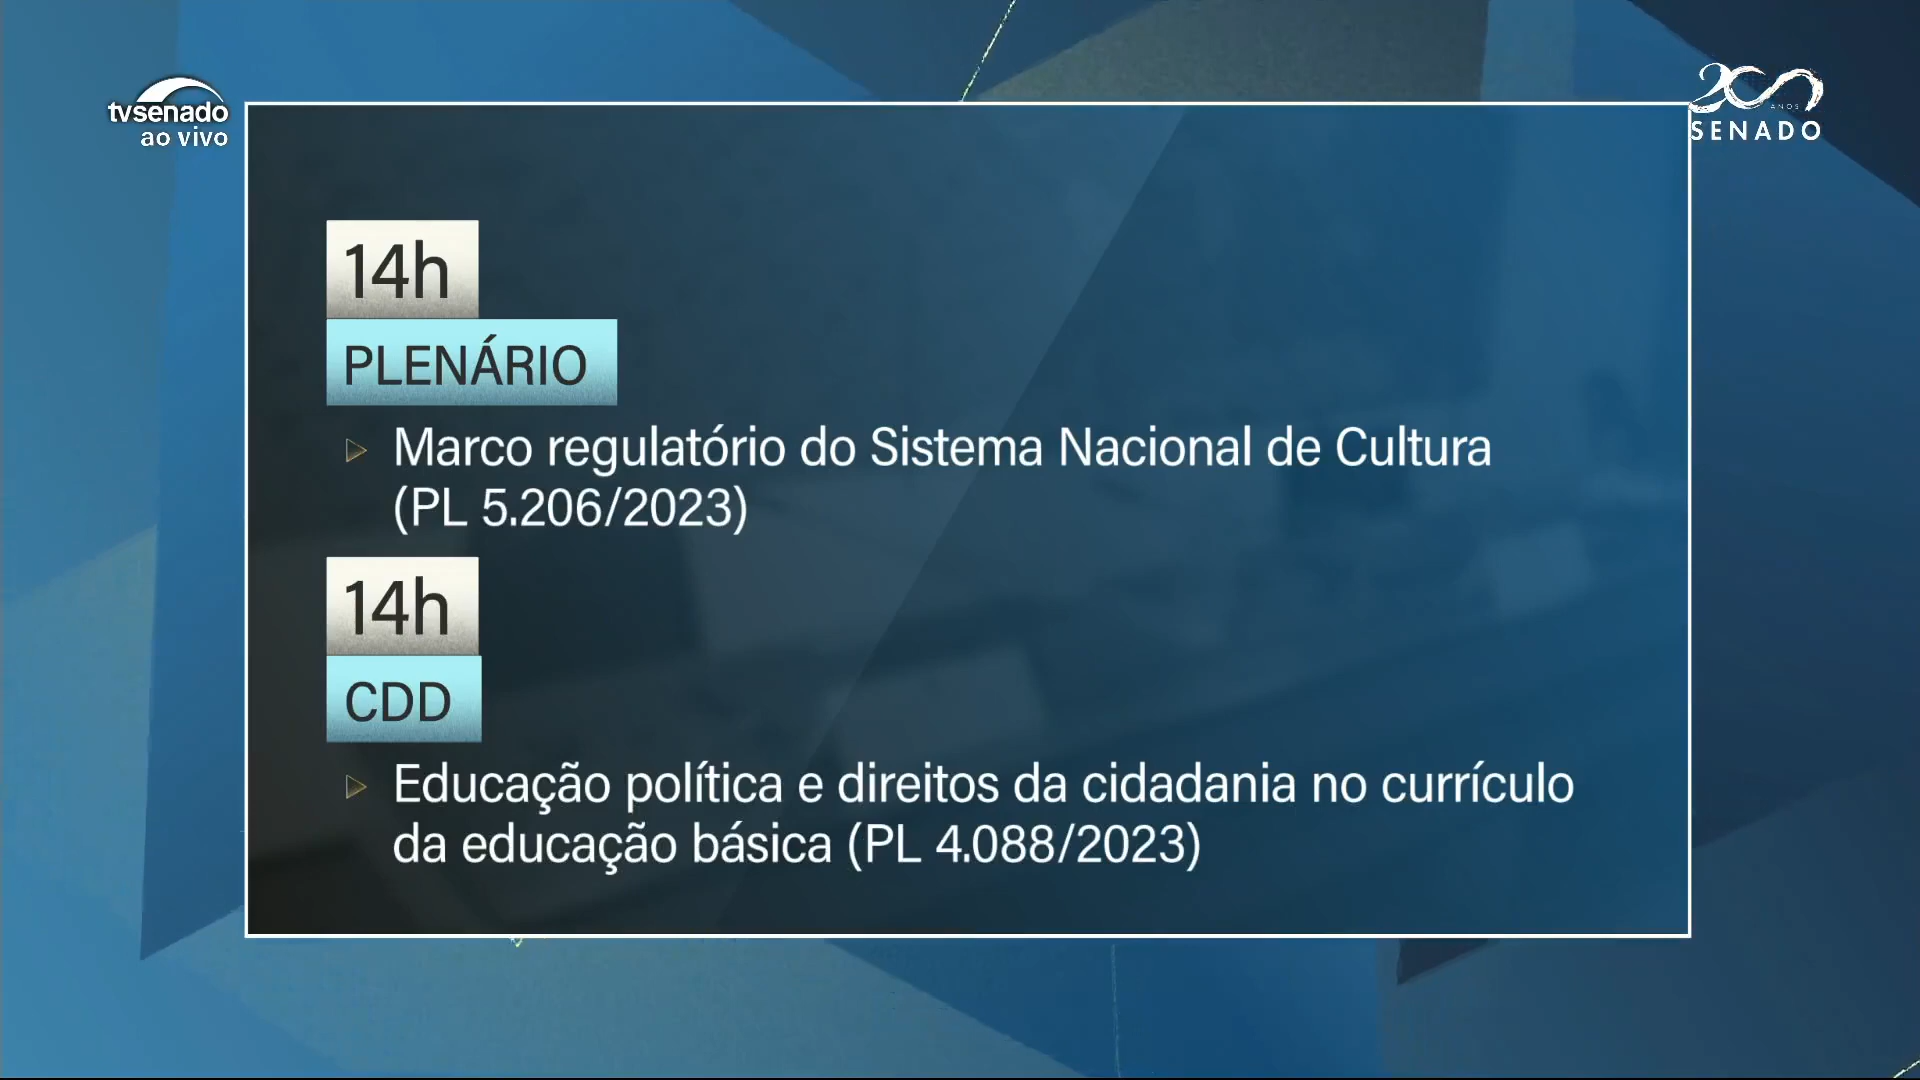 tvsenado
ao vivo
200
ANOS
SENADO
14h
PLENÁRIO
Marco regulatório do Sistema Nacional de Cultura
(PL 5.206/2023)
14h
CDD
Educação política e direitos da cidadania no currículo
da educação básica (PL 4.088/2023)